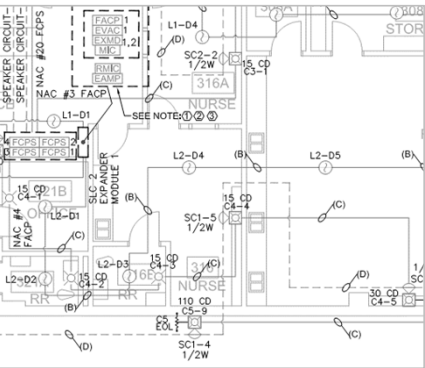 SPEAKER CIRCUIT
SPEAKER CIRCUIT
NAC #20 FCPS
FACP
EVAC
EXMD
MIC
1,2
RMIC
EAMP
NAC #3 FACP
L1-D4
(D)
SC2-2
1/2W
15 CD
C3-1
316A
NURSE
(C)
STOR
L1-D1
SEE NOTE: ① ② ③
4 FCPS FCPS 2
3 FCPS FCPS 1
SLC 2
EXPANDER
MODULE 1
L2-D4
(B)
L2-D5
(B)
15 CD
C4-1
21B
L2-D1
NAC #4
FACP
(C)
(B)
SC1-5
1/2W
15 CD
C4-4
(C)
L2-D2
RR
15 CD
C4-2
L2-D3
RR
15 CD
C4-3
(C)
NURSE
(B)
(D)
(D)
110 CD
C5-9
C5
EOL
SC1-4
1/2W
(C)
30 CD
C4-5
SC